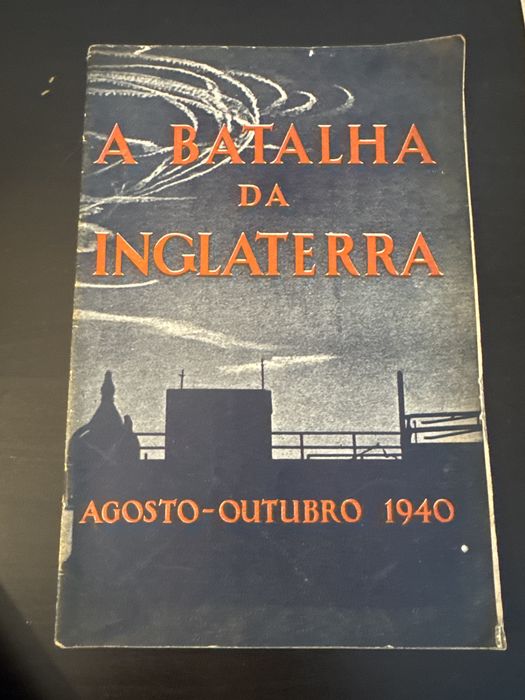 A BATALHA
DA
INGLATERRA
AGOSTO-OUTUBRO 1940